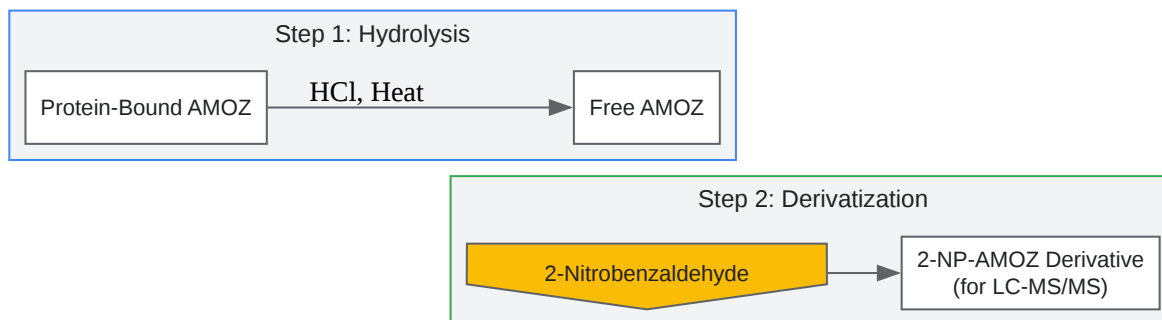 Step 1: Hydrolysis
Protein-Bound AMOZ
HCl, Heat
Free AMOZ
Step 2: Derivatization
2-Nitrobenzaldehyde
2-NP-AMOZ Derivative
(for LC-MS/MS)